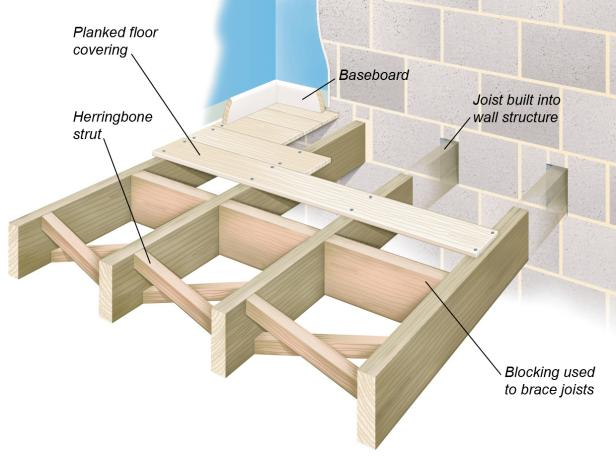 Planked floor
covering
Baseboard
Joist built into
wall structure
Herringbone
strut
Blocking used
to brace joists